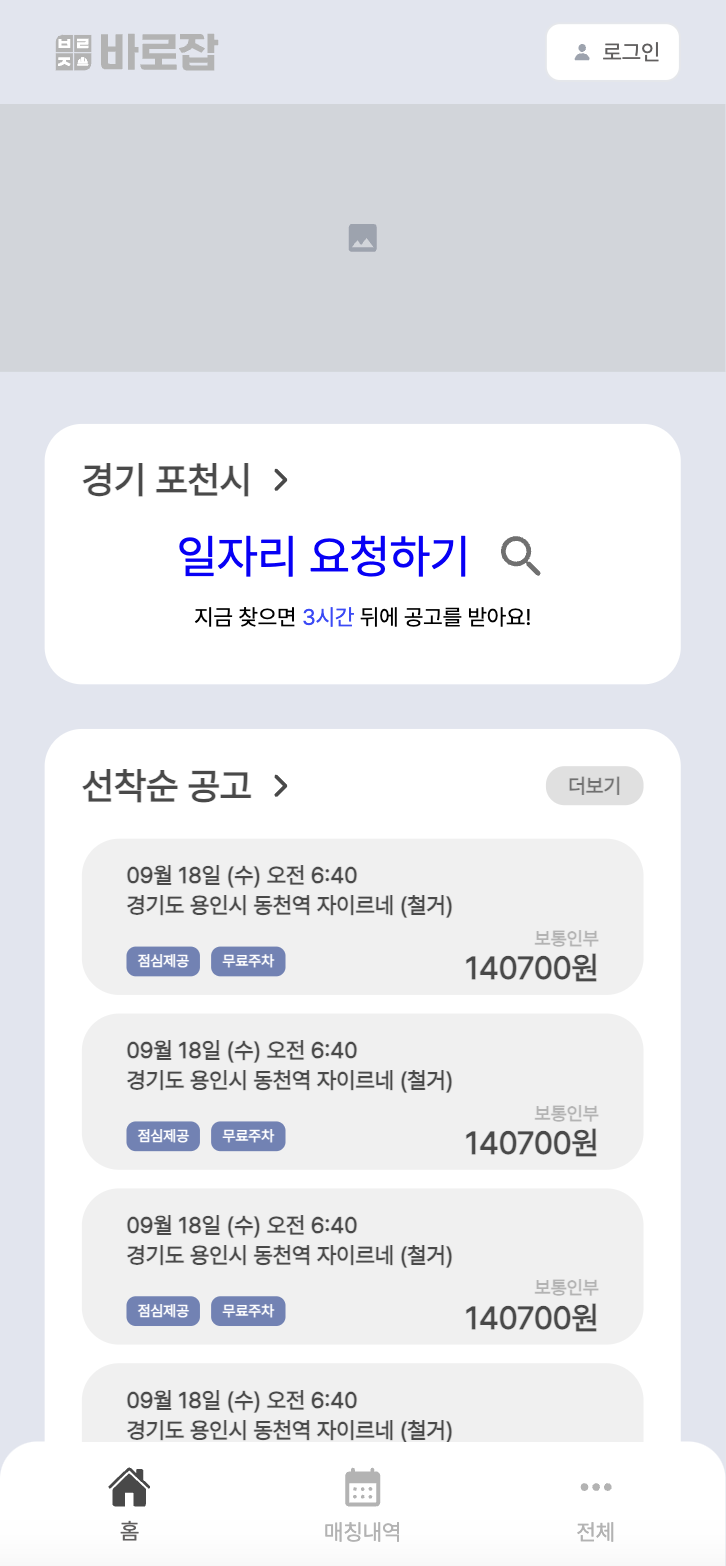 바로잡
로그인
경기 포천시
일자리 요청하기
지금 찾으면 3시간 뒤에 공고를 받아요!
선착순 공고
더보기
09월 18일 (수) 오전 6:40
경기도 용인시 동천역 자이르네 (철거)
보통인부
점심제공 무료주차 140700원
09월 18일 (수) 오전 6:40
경기도 용인시 동천역 자이르네 (철거)
보통인부
점심제공 무료주차 140700원
09월 18일 (수) 오전 6:40
경기도 용인시 동천역 자이르네 (철거)
보통인부
점심제공 무료주차 140700원
09월 18일 (수) 오전 6:40
경기도 용인시 동천역 자이르네 (철거)
홈 매칭내역 전체